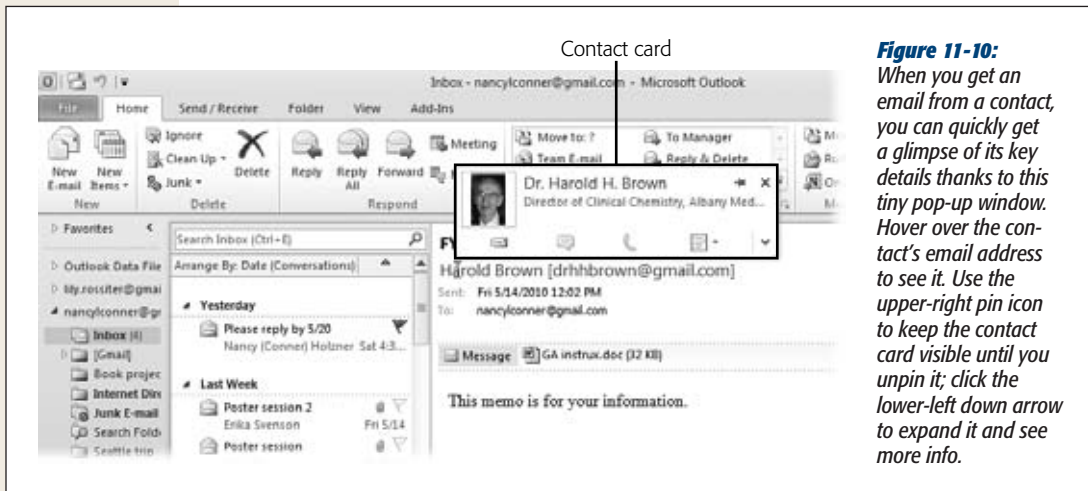 Contact card
Inbox - nancylconner@gmail.com - Microsoft Outlook
File Home Send / Receive Folder View Add-Ins
Ignore
Clean Up
Junk
New E-mail
New Items
Delete
Reply
Reply All
Forward
Meeting
Move to: ?
To Manager
Team E-mail
Reply & Delete
New Delete Respond
Dr. Harold H. Brown
Director of Clinical Chemistry, Albany Med...
Favorites
Outlook Data File
lily.rossiter@gmai
nancylconner@gr
Inbox (4)
[Gmail]
Book projec
Internet Dire
Junk E-mail
Search Fold
Seattle trip
Search Inbox (Ctrl+E)
Arrange By: Date (Conversations)
Yesterday
Please reply by 5/20
Nancy (Conner) Holzner Sat 4:3...
Last Week
Poster session 2
Erika Svenson Fri 5/14
Poster session
FY
Harold Brown [drhhbrown@gmail.com]
Sent: Fri 5/14/2010 12:02 PM
To: nancylconner@gmail.com
Message GA instrux.doc (32 KB)
This memo is for your information.
Figure 11-10:
When you get an
email from a contact,
you can quickly get
a glimpse of its key
details thanks to this
tiny pop-up window.
Hover over the con-
tact's email address
to see it. Use the
upper-right pin icon
to keep the contact
card visible until you
unpin it; click the
lower-left down arrow
to expand it and see
more info.